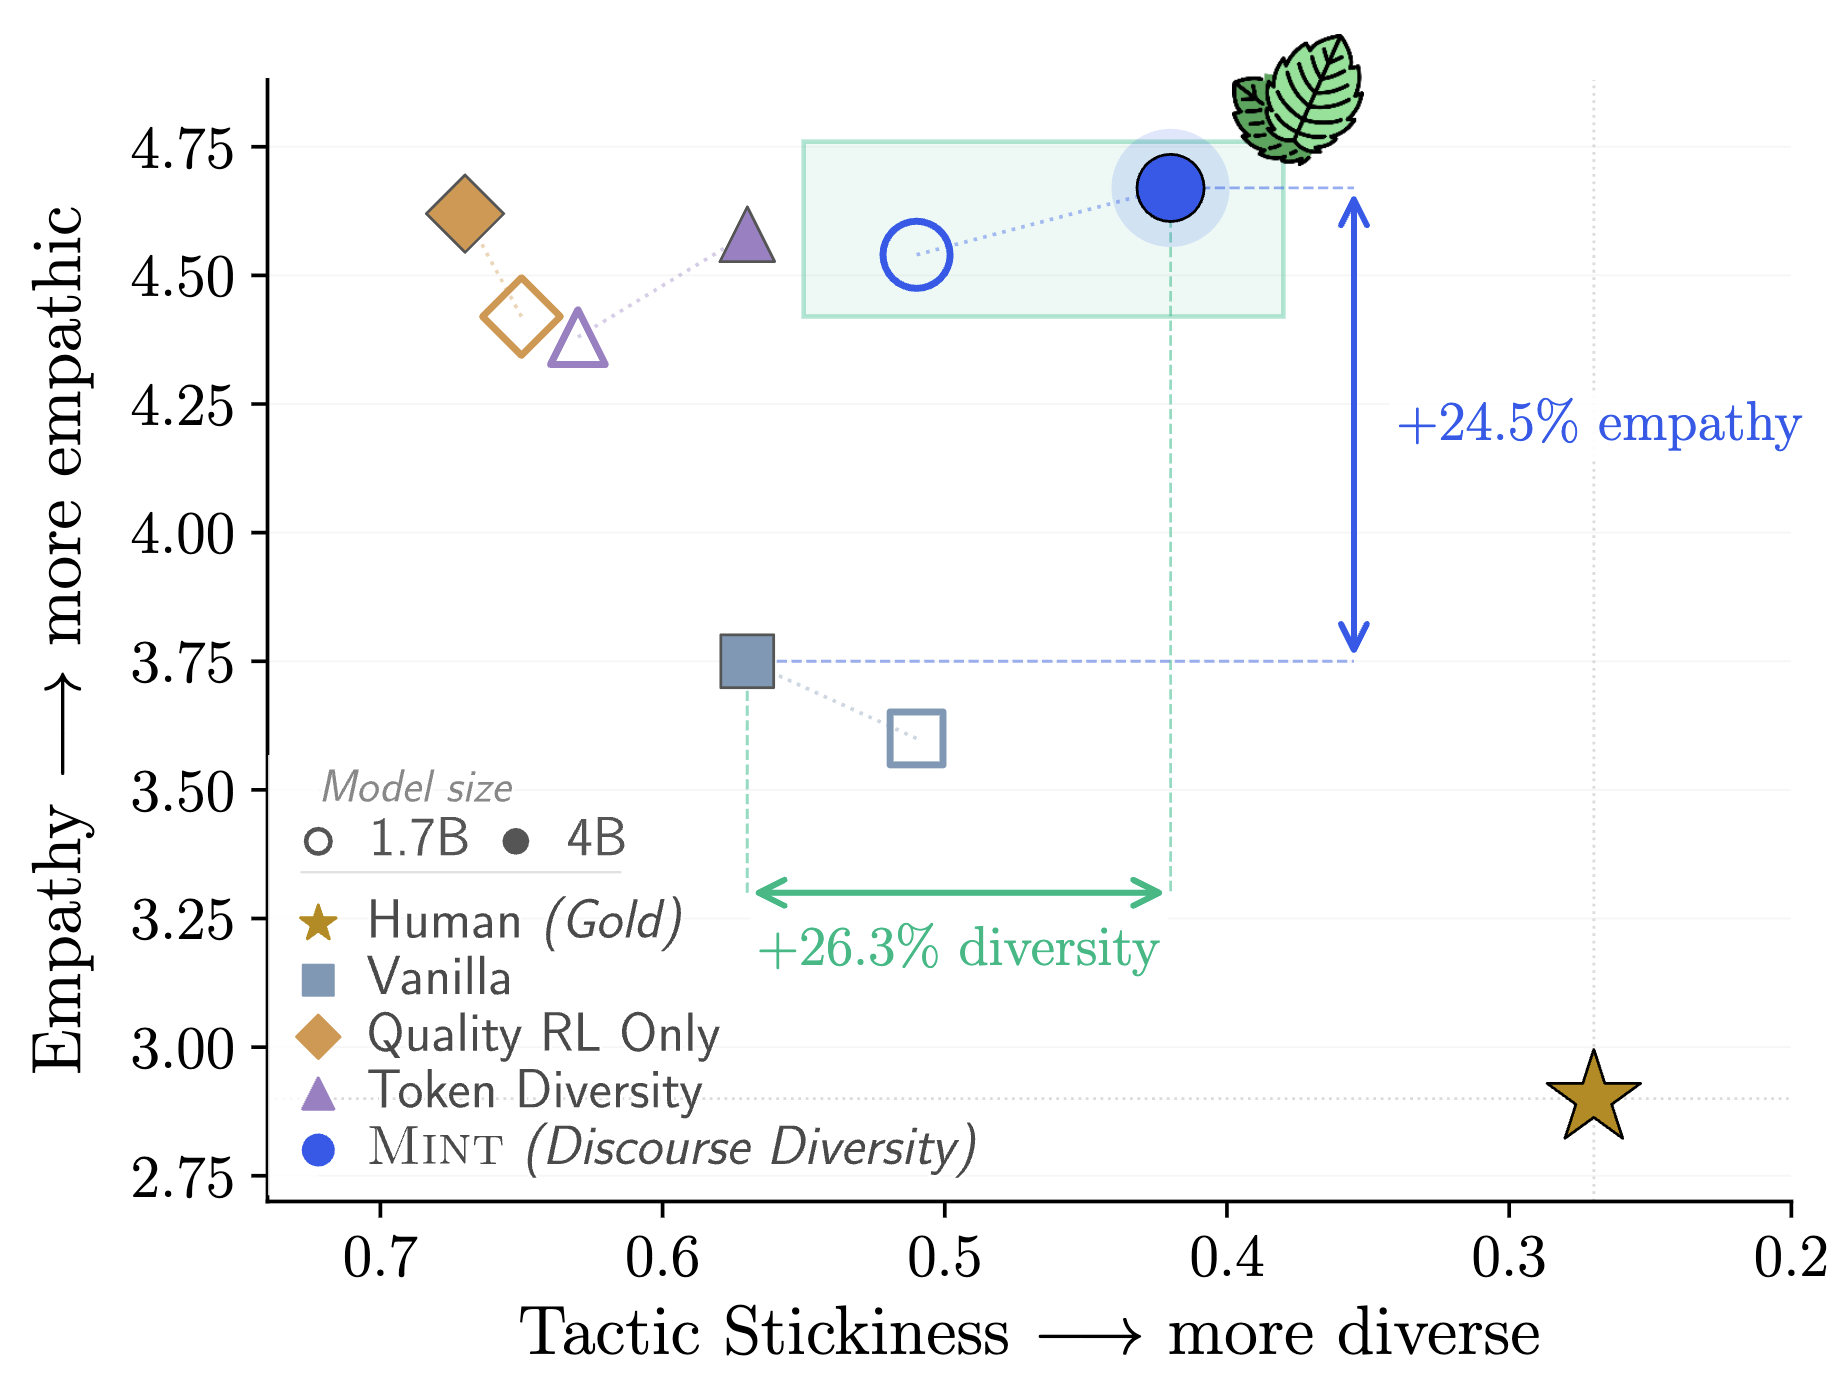 Empathy ⟶ more empathic
4.75
4.50
4.25
4.00
3.75
3.50
3.25
3.00
2.75
+24.5% empathy
+26.3% diversity
Model size
1.7B 4B
Human (Gold)
Vanilla
Quality RL Only
Token Diversity
MINT (Discourse Diversity)
0.7 0.6 0.5 0.4 0.3 0.2
Tactic Stickiness ⟶ more diverse